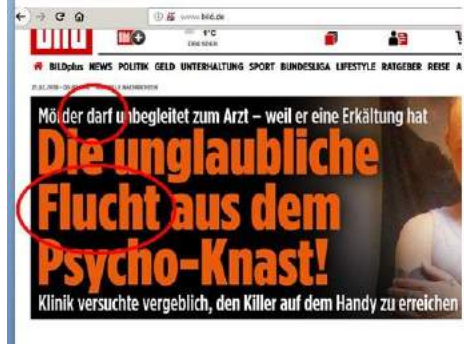 www.bild.de
BILD
1°C
DRESDEN
BILDplus NEWS POLITIK GELD UNTERHALTUNG SPORT BUNDESLIGA LIFESTYLE RATGEBER REISE A
Mörder darf unbegleitet zum Arzt – weil er eine Erkältung hat
Die unglaubliche
Flucht aus dem
Psycho-Knast!
Klinik versuchte vergeblich, den Killer auf dem Handy zu erreichen